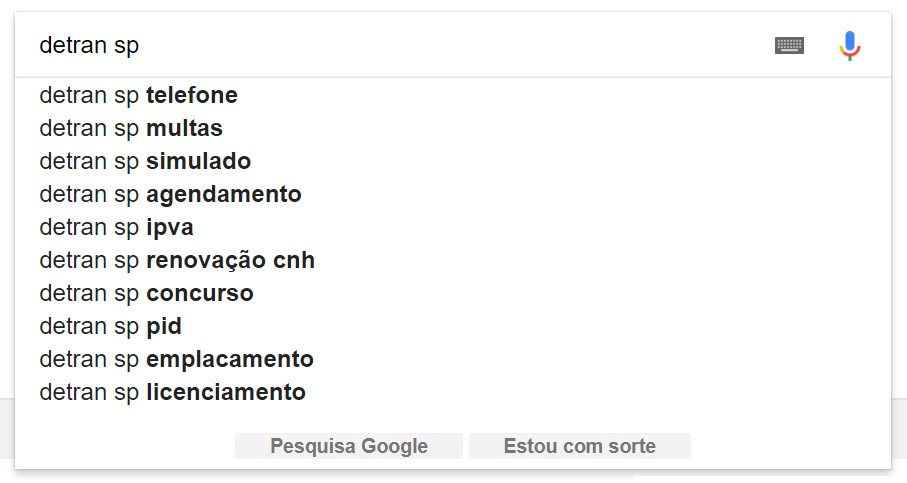 detran sp
detran sp telefone
detran sp multas
detran sp simulado
detran sp agendamento
detran sp ipva
detran sp renovação cnh
detran sp concurso
detran sp pid
detran sp emplacamento
detran sp licenciamento
Pesquisa Google Estou com sorte